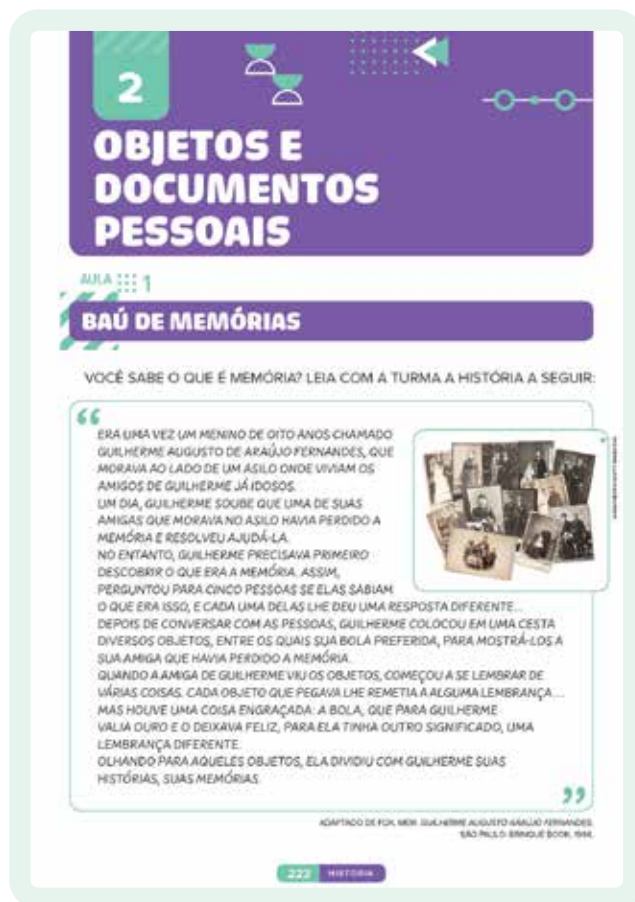 2
OBJETOS E
DOCUMENTOS
PESSOAIS
AULA 1
BAÚ DE MEMÓRIAS
VOCÊ SABE O QUE É MEMÓRIA? LEIA COM A TURMA A HISTÓRIA A SEGUIR:
“
ERA UMA VEZ UM MENINO DE OITO ANOS CHAMADO
GUILHERME AUGUSTO DE ARAÚJO FERNANDES, QUE
MORAVA AO LADO DE UM ASILO ONDE VIVIAM OS
AMIGOS DE GUILHERME JÁ IDOSOS.
UM DIA, GUILHERME SOUBE QUE UMA DE SUAS
AMIGAS QUE MORAVA NO ASILO HAVIA PERDIDO A
MEMÓRIA E RESOLVEU AJUDÁ-LA.
NO ENTANTO, GUILHERME PRECISAVA PRIMEIRO
DESCOBRIR O QUE ERA A MEMÓRIA. ASSIM,
PERGUNTOU PARA CINCO PESSOAS SE ELAS SABIAM
O QUE ERA ISSO, E CADA UMA DELAS LHE DEU UMA RESPOSTA DIFERENTE...
DEPOIS DE CONVERSAR COM AS PESSOAS, GUILHERME COLOCOU EM UMA CESTA
DIVERSOS OBJETOS, ENTRE OS QUAIS SUA BOLA PREFERIDA, PARA MOSTRÁ-LOS A
SUA AMIGA QUE HAVIA PERDIDO A MEMÓRIA.
QUANDO A AMIGA DE GUILHERME VIU OS OBJETOS, COMEÇOU A SE LEMBRAR DE
VÁRIAS COISAS. CADA OBJETO QUE PEGAVA LHE REMETIA A ALGUMA LEMBRANÇA...
MAS HOUVE UMA COISA ENGRAÇADA: A BOLA, QUE PARA GUILHERME
VALIA OURO E O DEIXAVA FELIZ, PARA ELA TINHA OUTRO SIGNIFICADO, UMA
LEMBRANÇA DIFERENTE.
OLHANDO PARA AQUELES OBJETOS, ELA DIVIDIU COM GUILHERME SUAS
HISTÓRIAS, SUAS MEMÓRIAS.
”
ADAPTADO DE FOX, MEM. GUILHERME AUGUSTO ARAÚJO FERNANDES.
SÃO PAULO: BRINQUE BOOK, 1984.
222 HISTÓRIA